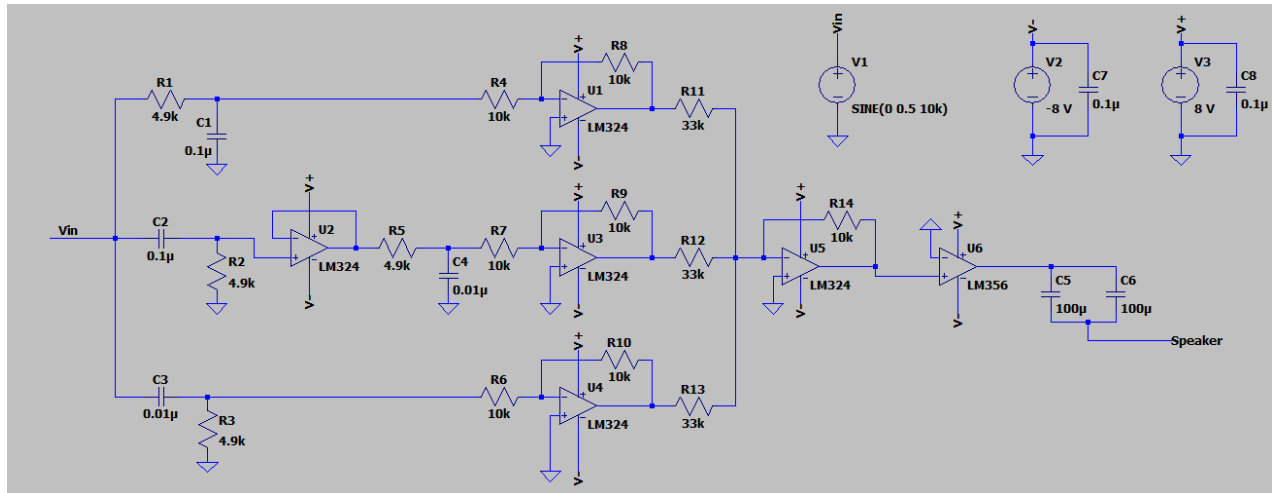 Vin
R1
4.9k
C1
0.1µ
R4
10k
V+
R8
10k
U1
LM324
V-
R11
33k
Vin
V1
SINE(0 0.5 10k)
V-
V2
-8 V
C7
0.1µ
V+
V3
8 V
C8
0.1µ
C2
0.1µ
R2
4.9k
V+
U2
LM324
V-
R5
4.9k
C4
0.01µ
R7
10k
V+
R9
10k
U3
LM324
V-
R12
33k
V+
R14
10k
U5
LM324
V-
V+
U6
LM356
V-
C5
100µ
C6
100µ
Speaker
C3
0.01µ
R3
4.9k
R6
10k
V+
R10
10k
U4
LM324
V-
R13
33k